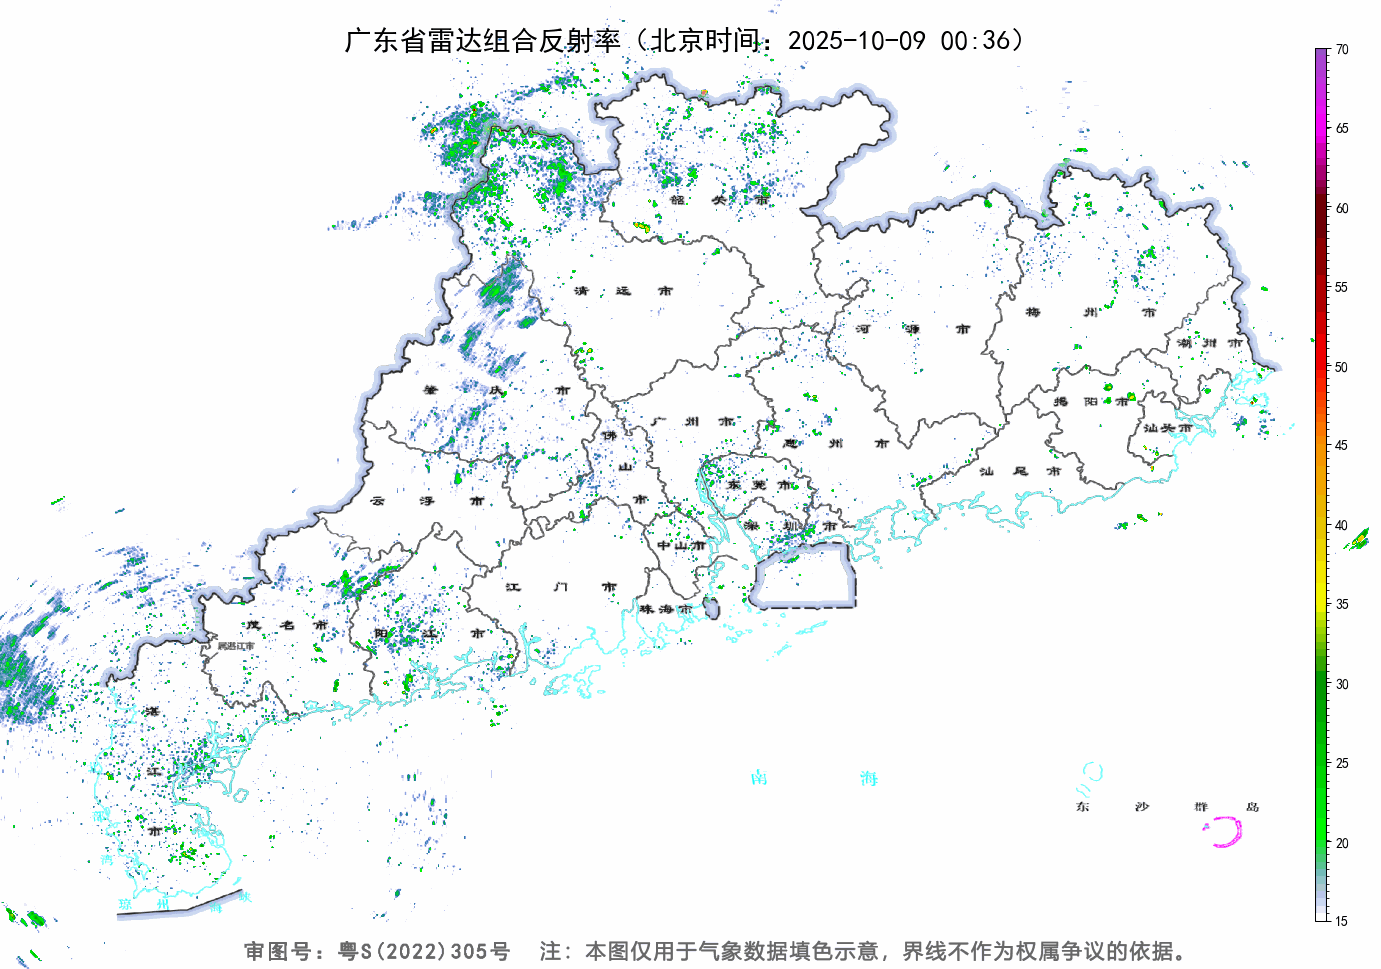 广东省雷达组合反射率（北京时间：2025-10-09 00:36）
70
65
60
55
50
45
40
35
30
25
20
15
韶关市
清远市
河源市
梅州市
潮州市
肇庆市
广州市
佛山市
惠州市
揭阳市
汕头市
汕尾市
云浮市
东莞市
深圳市
中山市
江门市
珠海市
茂名市
阳江市
属湛江市
湛江市
南海
东沙群岛
琼州海峡
审图号：粤S(2022)305号 注：本图仅用于气象数据填色示意，界线不作为权属争议的依据。